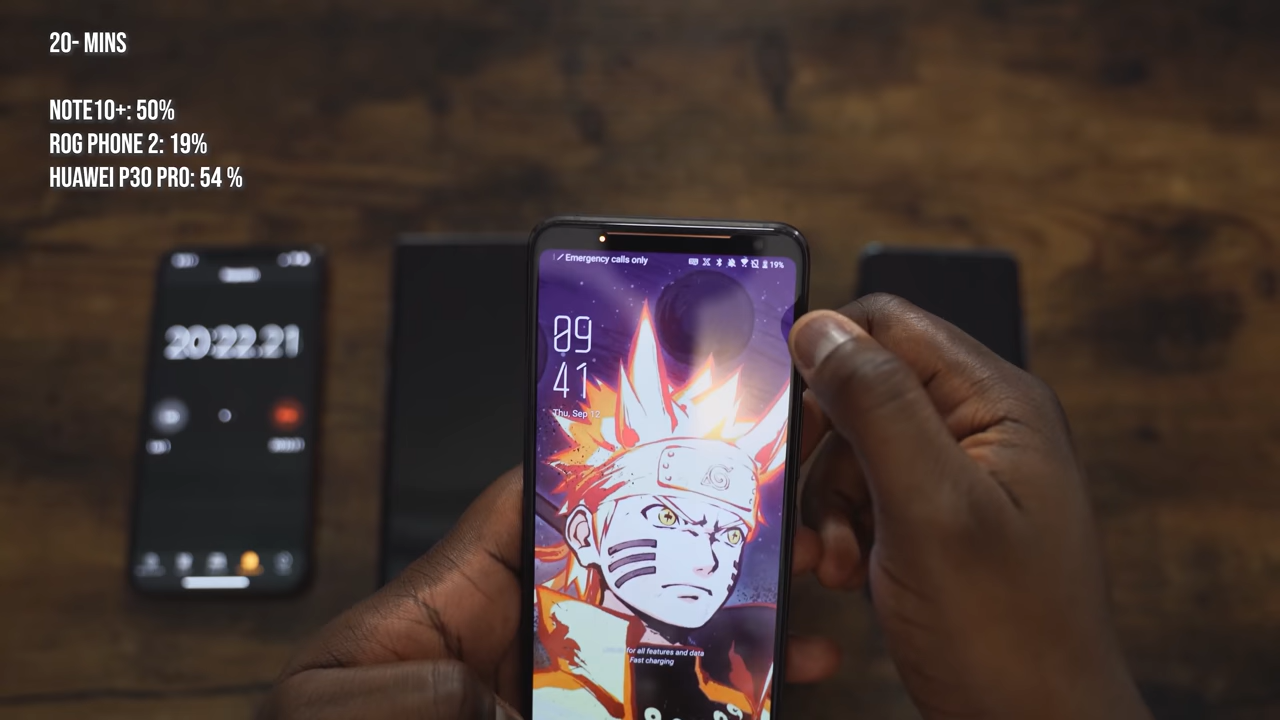 20- MINS
NOTE10+: 50%
ROG PHONE 2: 19%
HUAWEI P30 PRO: 54 %
20:22.21
Emergency calls only
19%
09
41
Thu, Sep 12
for all features and data
Fast charging